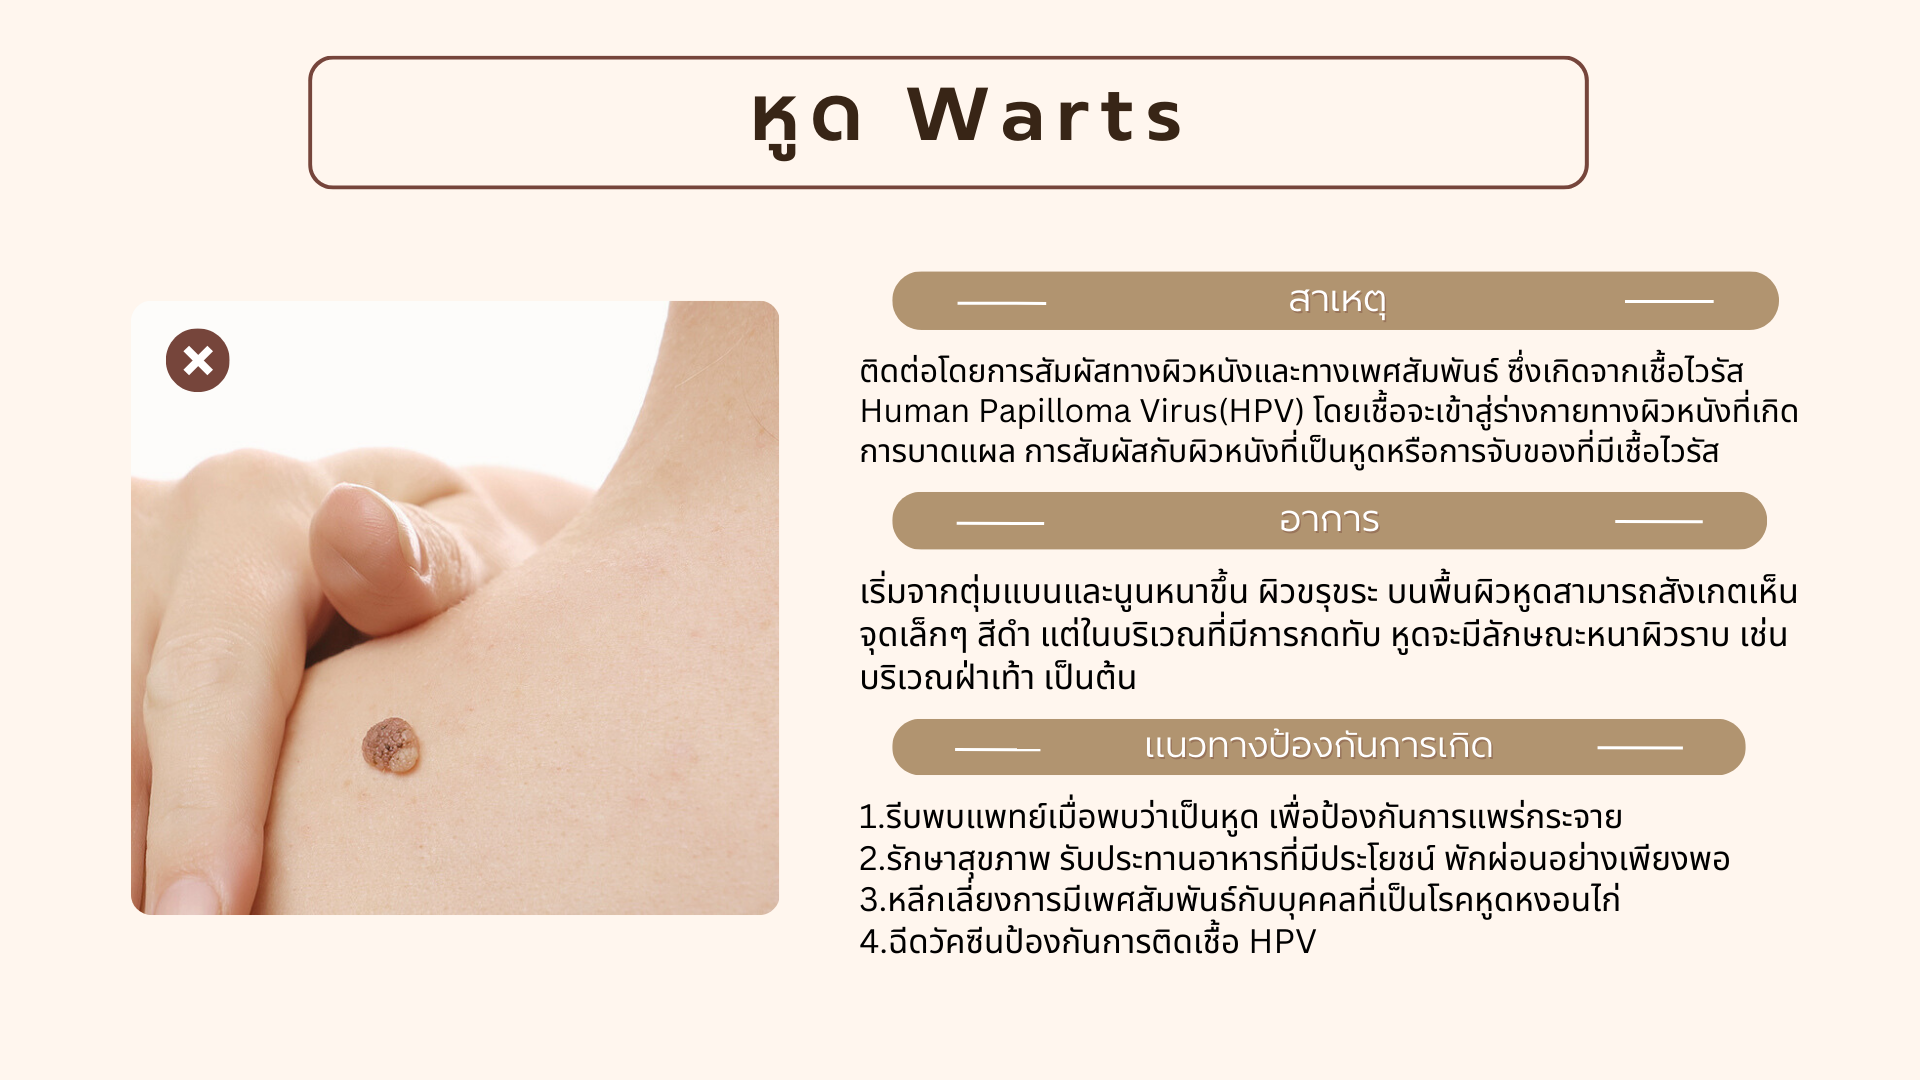 หูด Warts
สาเหตุ
ติดต่อโดยการสัมผัสทางผิวหนังและทางเพศสัมพันธ์ ซึ่งเกิดจากเชื้อไวรัส
Human Papilloma Virus(HPV) โดยเชื้อจะเข้าสู่ร่างกายทางผิวหนังที่เกิด
การบาดแผล การสัมผัสกับผิวหนังที่เป็นหูดหรือการจับของที่มีเชื้อไวรัส
อาการ
เริ่มจากตุ่มแบนและนูนหนาขึ้น ผิวขรุขระ บนพื้นผิวหูดสามารถสังเกตเห็น
จุดเล็กๆ สีดำ แต่ในบริเวณที่มีการกดทับ หูดจะมีลักษณะหนาผิวราบ เช่น
บริเวณฝ่าเท้า เป็นต้น
แนวทางป้องกันการเกิด
1.รีบพบแพทย์เมื่อพบว่าเป็นหูด เพื่อป้องกันการแพร่กระจาย
2.รักษาสุขภาพ รับประทานอาหารที่มีประโยชน์ พักผ่อนอย่างเพียงพอ
3.หลีกเลี่ยงการมีเพศสัมพันธ์กับบุคคลที่เป็นโรคหูดหงอนไก่
4.ฉีดวัคซีนป้องกันการติดเชื้อ HPV